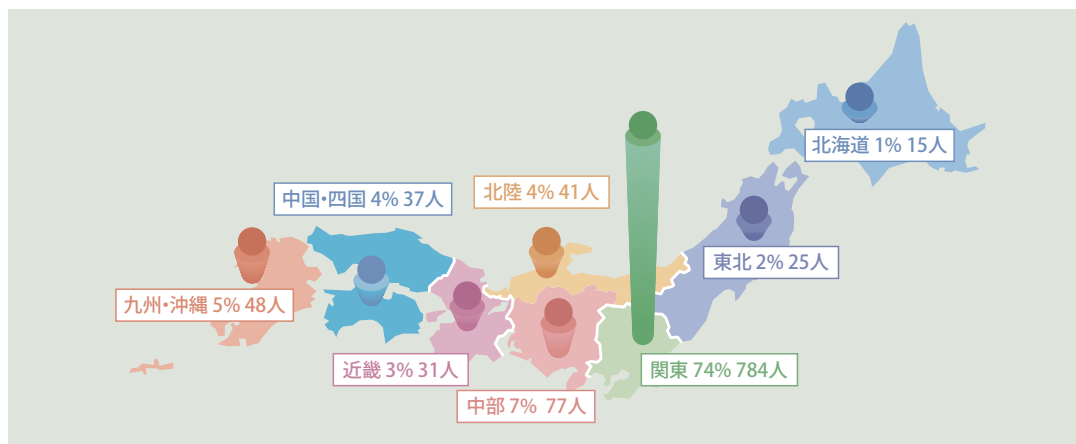 北海道 1% 15人
北陸 4% 41人
中国・四国 4% 37人
東北 2% 25人
九州・沖縄 5% 48人
近畿 3% 31人
関東 74% 784人
中部 7% 77人